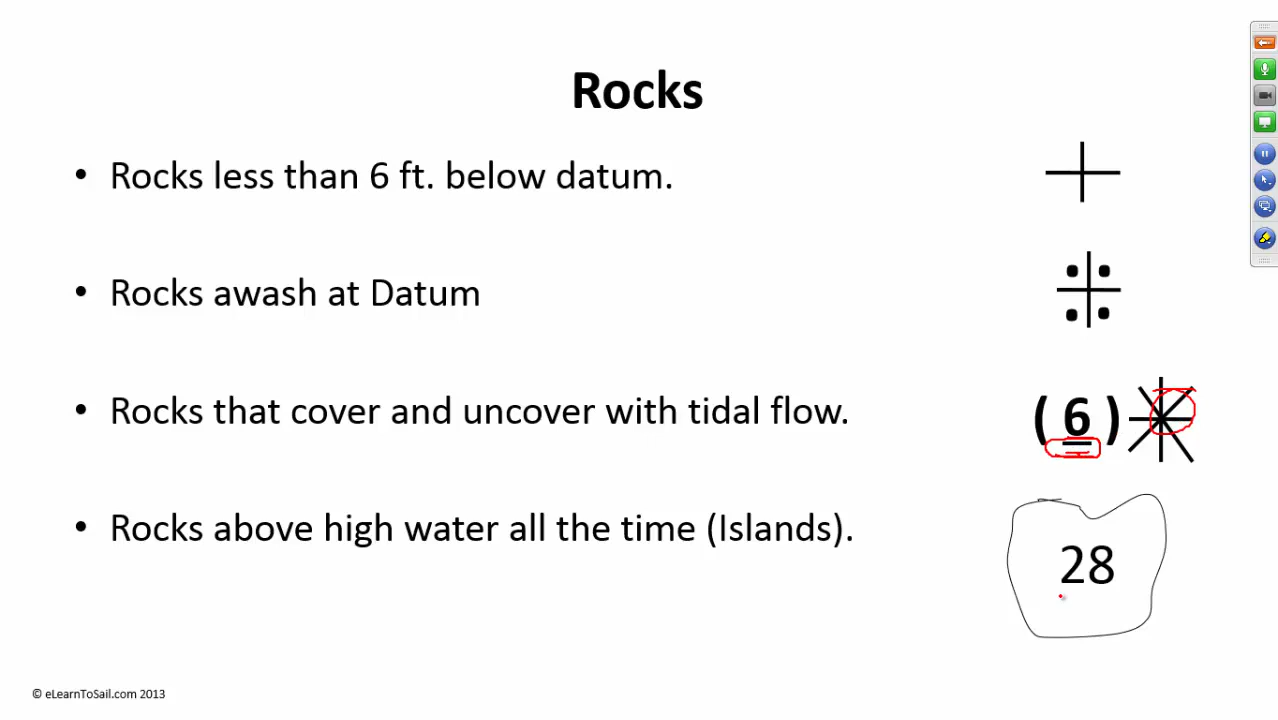 Rocks
• Rocks less than 6 ft. below datum.
• Rocks awash at Datum
• Rocks that cover and uncover with tidal flow.
(6)
• Rocks above high water all the time (Islands).
28
© eLearnToSail.com 2013